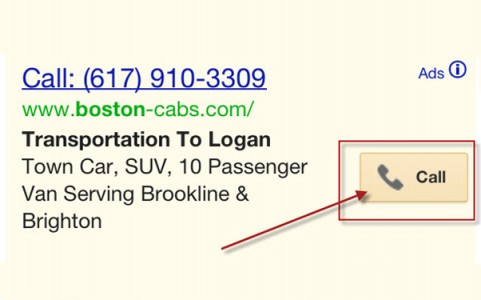 Call: (617) 910-3309
Ads
www.boston-cabs.com/
Transportation To Logan
Town Car, SUV, 10 Passenger
Van Serving Brookline &
Brighton
Call